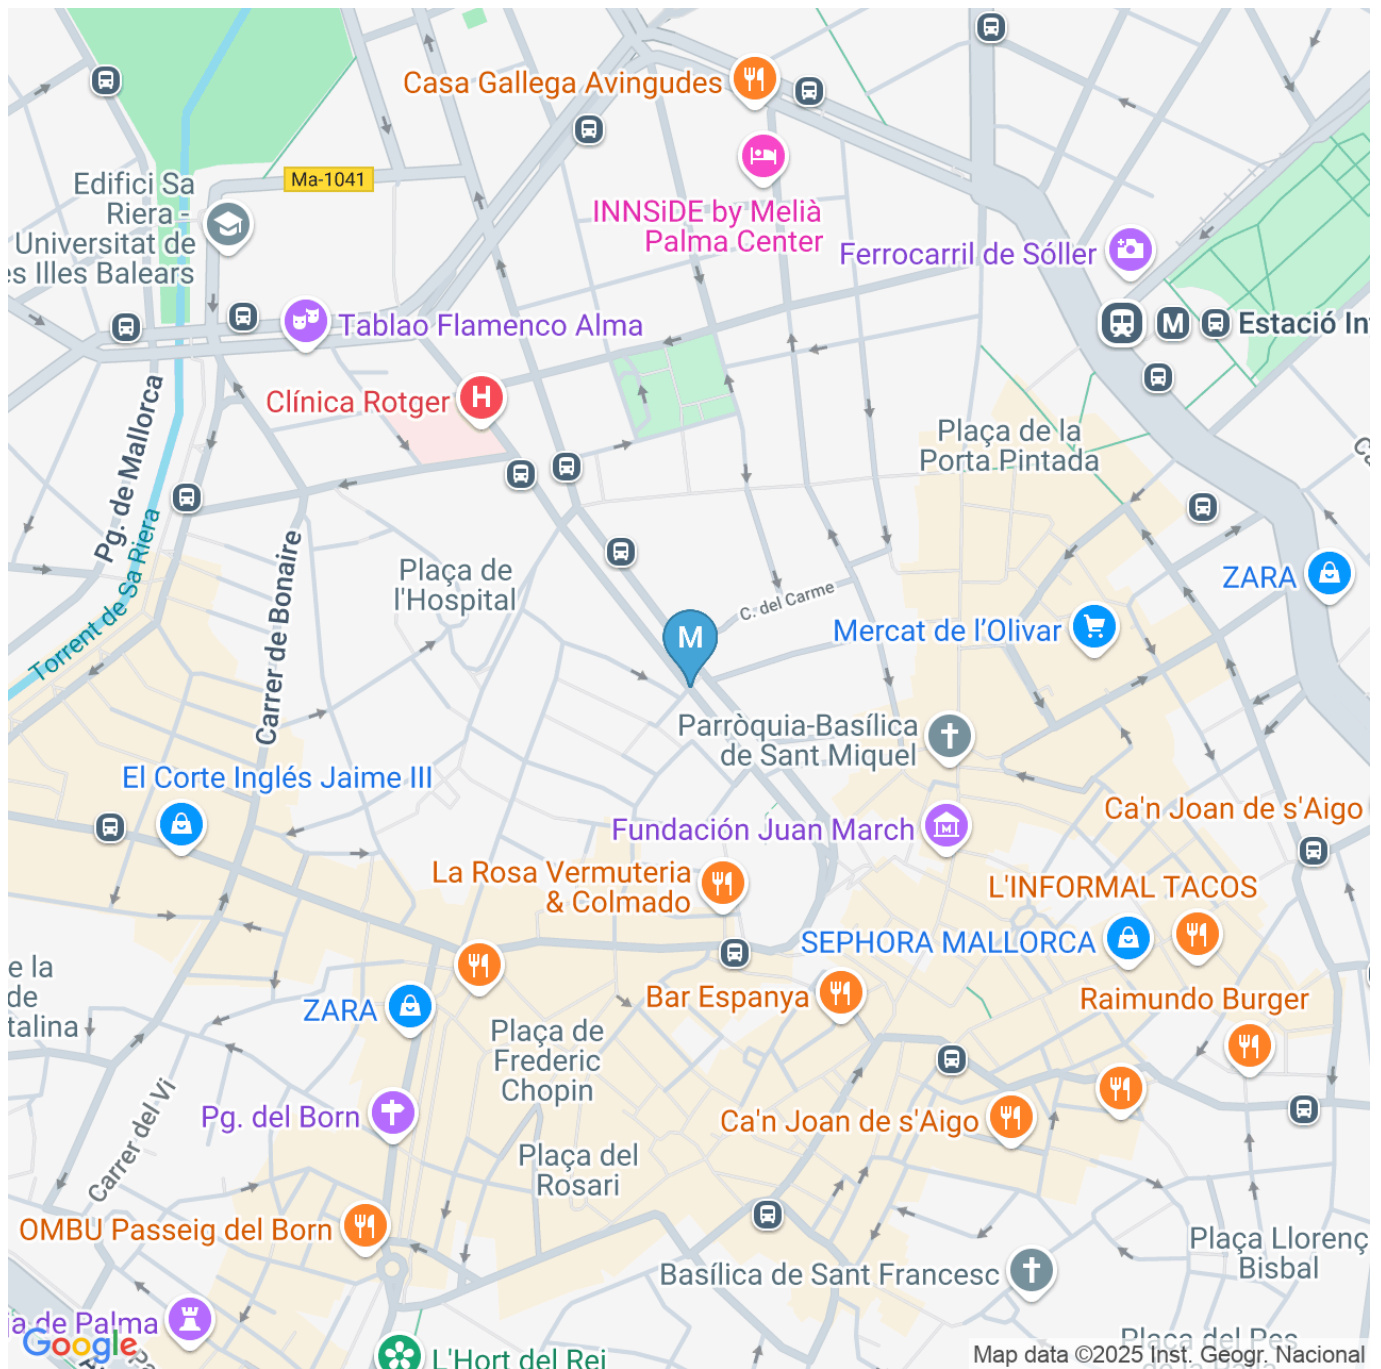 Casa Gallega Avingudes
Ma-1041
Edifici Sa
Riera -
Universitat de
es Illes Balears
INNSiDE by Melià
Palma Center
Ferrocarril de Sóller
M
Estació In
Tablao Flamenco Alma
Clínica Rotger
H
Pg. de Mallorca
Plaça de la
Porta Pintada
Torrent de Sa Riera
Carrer de Bonaire
Plaça de
l'Hospital
C. del Carme
ZARA
M
Mercat de l'Olivar
Parròquia-Basílica
de Sant Miquel
El Corte Inglés Jaime III
Ca'n Joan de s'Aigo
Fundación Juan March
La Rosa Vermuteria
& Colmado
L'INFORMAL TACOS
SEPHORA MALLORCA
e la
de
talina
ZARA
Bar Espanya
Raimundo Burger
Plaça de
Frederic
Chopin
Carrer del Vi
Pg. del Born
Ca'n Joan de s'Aigo
Plaça del
Rosari
OMBU Passeig del Born
Plaça Llorenç
Bisbal
Basílica de Sant Francesc
ja de Palma
Google
L'Hort del Rei
Plaça del Pes
Map data ©2025 Inst. Geogr. Nacional